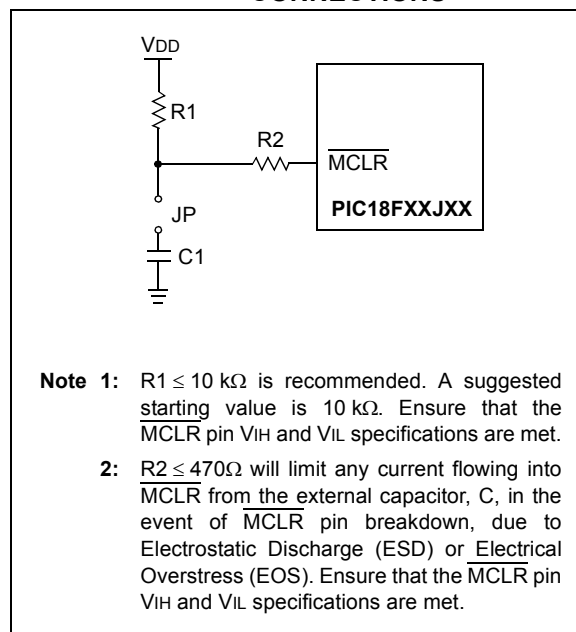 VDD
R1
R2
MCLR
PIC18FXXJXX
JP
C1
Note 1: R1 ≤ 10 kΩ is recommended. A suggested
starting value is 10 kΩ. Ensure that the
MCLR pin VIH and VIL specifications are met.
2: R2 ≤ 470Ω will limit any current flowing into
MCLR from the external capacitor, C, in the
event of MCLR pin breakdown, due to
Electrostatic Discharge (ESD) or Electrical
Overstress (EOS). Ensure that the MCLR pin
VIH and VIL specifications are met.